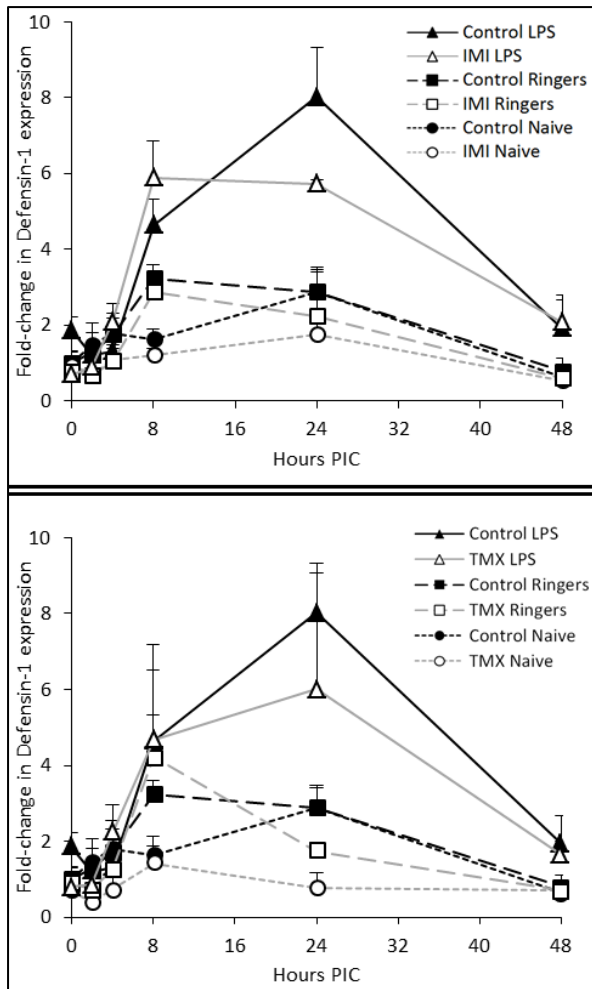 Fold-change in Defensin-1 expression
10
8
6
4
2
0
Control LPS
IMI LPS
Control Ringers
IMI Ringers
Control Naive
IMI Naive
0 8 16 24 32 40 48
Hours PIC
Fold-change in Defensin-1 expression
10
8
6
4
2
0
Control LPS
TMX LPS
Control Ringers
TMX Ringers
Control Naive
TMX Naive
0 8 16 24 32 40 48
Hours PIC